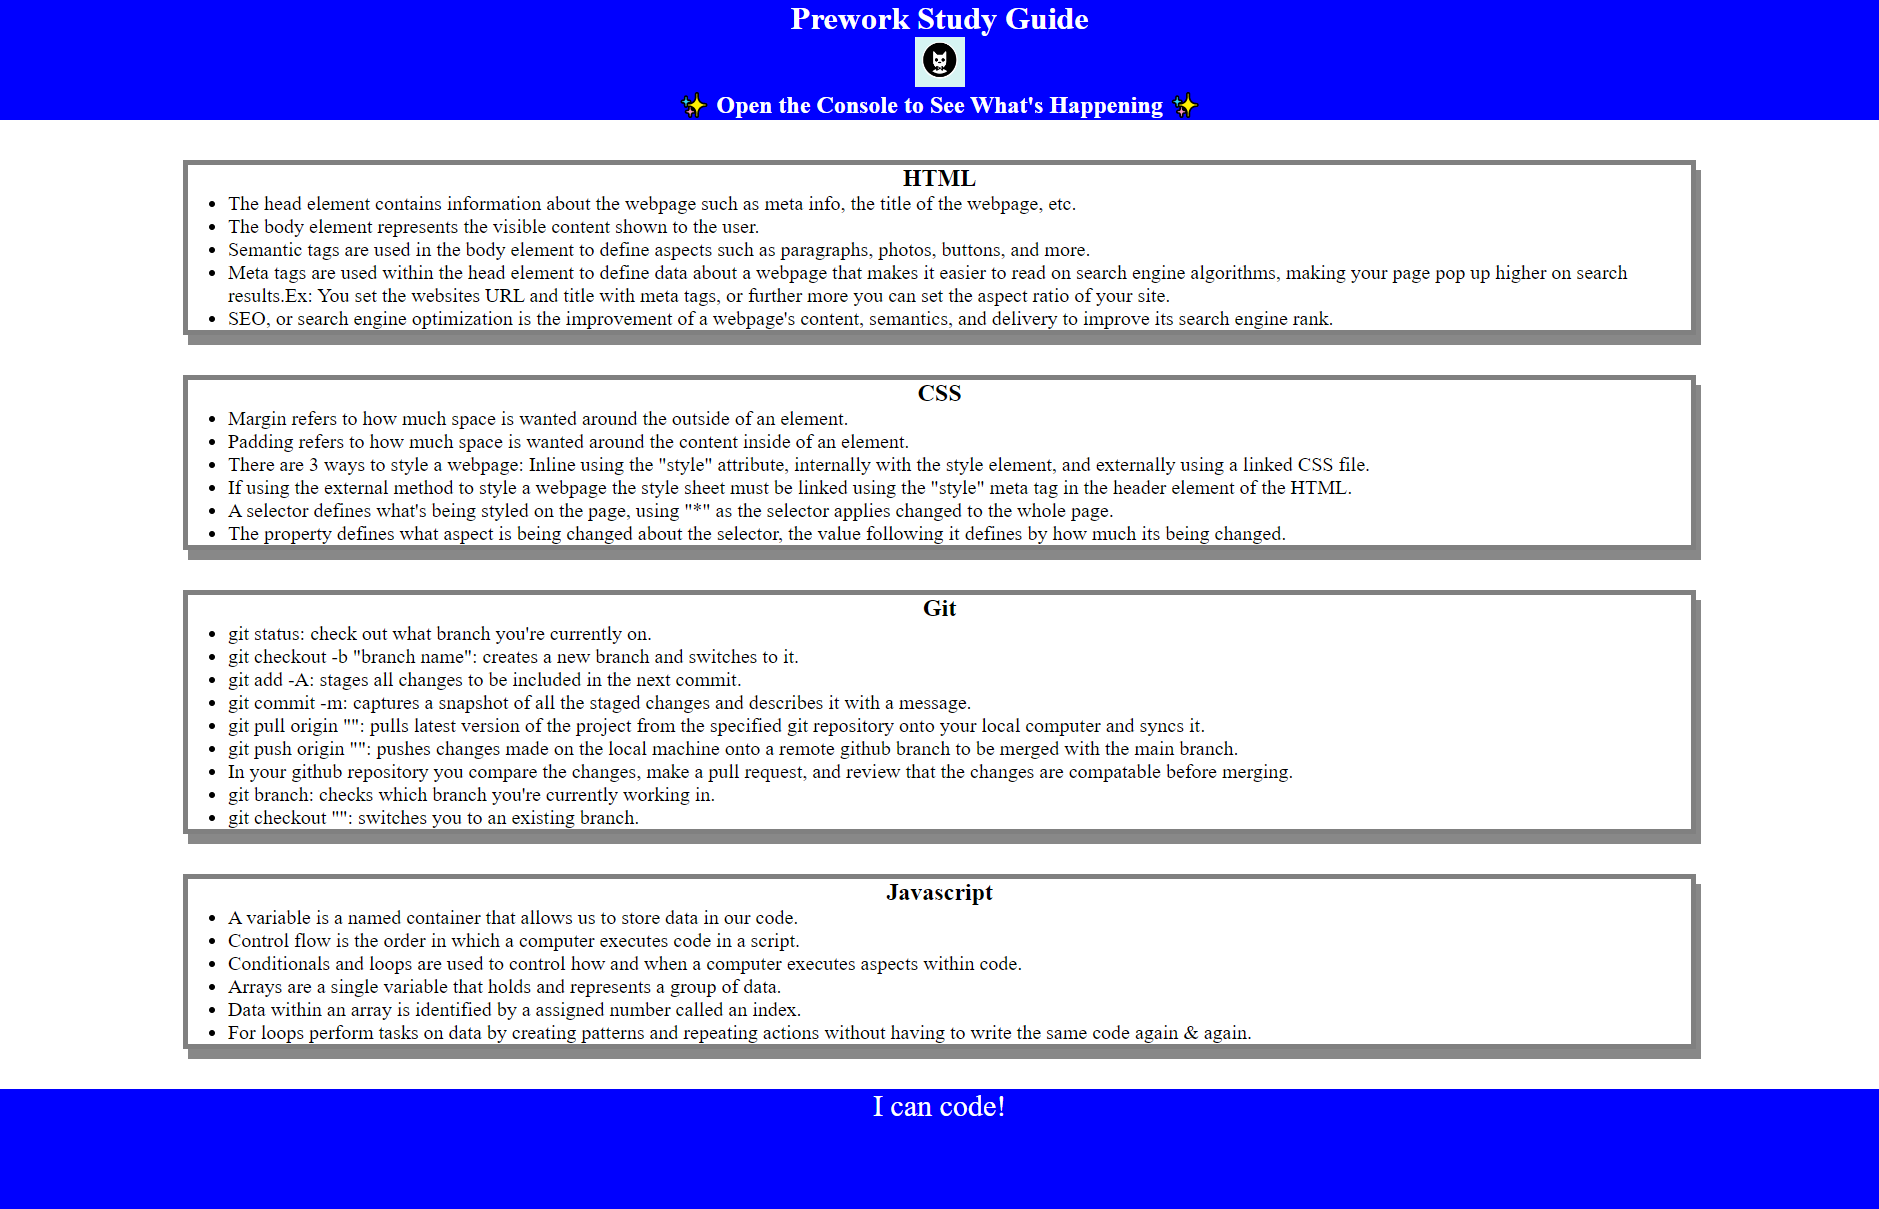 Prework Study Guide
✨ Open the Console to See What's Happening ✨
HTML
• The head element contains information about the webpage such as meta info, the title of the webpage, etc.
• The body element represents the visible content shown to the user.
• Semantic tags are used in the body element to define aspects such as paragraphs, photos, buttons, and more.
• Meta tags are used within the head element to define data about a webpage that makes it easier to read on search engine algorithms, making your page pop up higher on search
results.Ex: You set the websites URL and title with meta tags, or further more you can set the aspect ratio of your site.
• SEO, or search engine optimization is the improvement of a webpage's content, semantics, and delivery to improve its search engine rank.
CSS
• Margin refers to how much space is wanted around the outside of an element.
• Padding refers to how much space is wanted around the content inside of an element.
• There are 3 ways to style a webpage: Inline using the "style" attribute, internally with the style element, and externally using a linked CSS file.
• If using the external method to style a webpage the style sheet must be linked using the "style" meta tag in the header element of the HTML.
• A selector defines what's being styled on the page, using "*" as the selector applies changed to the whole page.
• The property defines what aspect is being changed about the selector, the value following it defines by how much its being changed.
Git
• git status: check out what branch you're currently on.
• git checkout -b "branch name": creates a new branch and switches to it.
• git add -A: stages all changes to be included in the next commit.
• git commit -m: captures a snapshot of all the staged changes and describes it with a message.
• git pull origin "": pulls latest version of the project from the specified git repository onto your local computer and syncs it.
• git push origin "": pushes changes made on the local machine onto a remote github branch to be merged with the main branch.
• In your github repository you compare the changes, make a pull request, and review that the changes are compatable before merging.
• git branch: checks which branch you're currently working in.
• git checkout "": switches you to an existing branch.
Javascript
• A variable is a named container that allows us to store data in our code.
• Control flow is the order in which a computer executes code in a script.
• Conditionals and loops are used to control how and when a computer executes aspects within code.
• Arrays are a single variable that holds and represents a group of data.
• Data within an array is identified by a assigned number called an index.
• For loops perform tasks on data by creating patterns and repeating actions without having to write the same code again & again.
I can code!